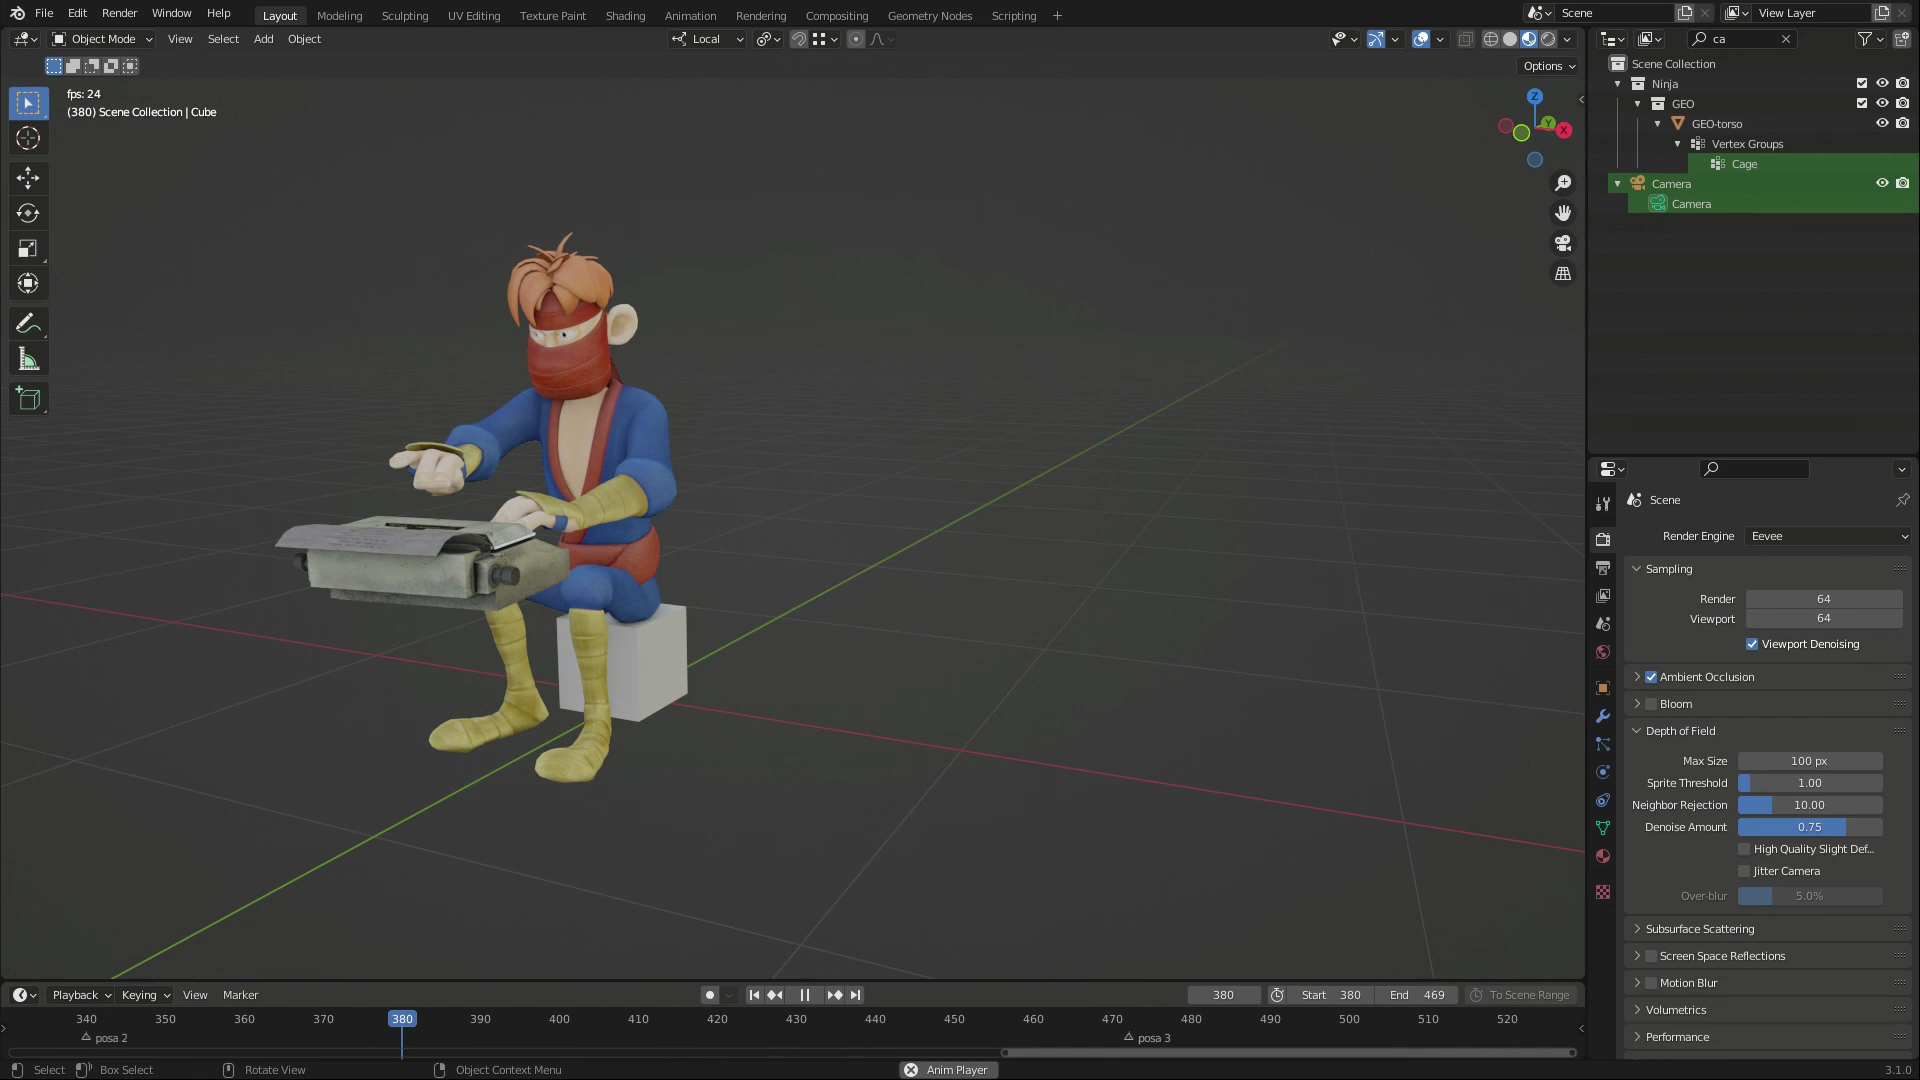 File Edit Render Window Help Layout Modeling Sculpting UV Editing Texture Paint Shading Animation Rendering Compositing Geometry Nodes Scripting + Scene View Layer
Object Mode View Select Add Object Local ca
Options
fps: 24
(380) Scene Collection | Cube
Z
Y
X
Scene Collection
Ninja
GEO
GEO-torso
Vertex Groups
Cage
Camera
Camera
Scene
Render Engine Eevee
Sampling
Render 64
Viewport 64
Viewport Denoising
Ambient Occlusion
Bloom
Depth of Field
Max Size 100 px
Sprite Threshold 1.00
Neighbor Rejection 10.00
Denoise Amount 0.75
High Quality Slight Def...
Jitter Camera
Over-blur 5.0%
Subsurface Scattering
Screen Space Reflections
Motion Blur
Volumetrics
Performance
Playback Keying View Marker 380 Start 380 End 469 To Scene Range
340 350 360 370 380 390 400 410 420 430 440 450 460 470 480 490 500 510 520
posa 2 posa 3
Select Box Select Rotate View Object Context Menu Anim Player 3.1.0